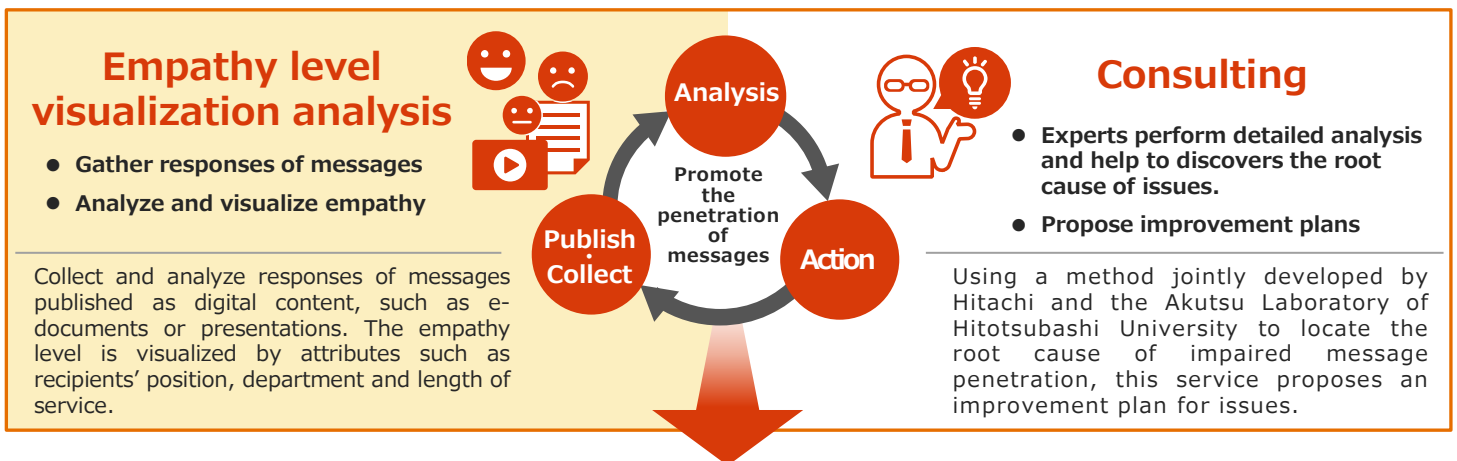 Empathy level
visualization analysis
● Gather responses of messages
● Analyze and visualize empathy
Collect and analyze responses of messages
published as digital content, such as e-
documents or presentations. The empathy
level is visualized by attributes such as
recipients’ position, department and length of
service.
Analysis
Promote
the
penetration
of
messages
Publish
・
Collect
Action
Consulting
● Experts perform detailed analysis
and help to discovers the root
cause of issues.
● Propose improvement plans
Using a method jointly developed by
Hitachi and the Akutsu Laboratory of
Hitotsubashi University to locate the
root cause of impaired message
penetration, this service proposes an
improvement plan for issues.